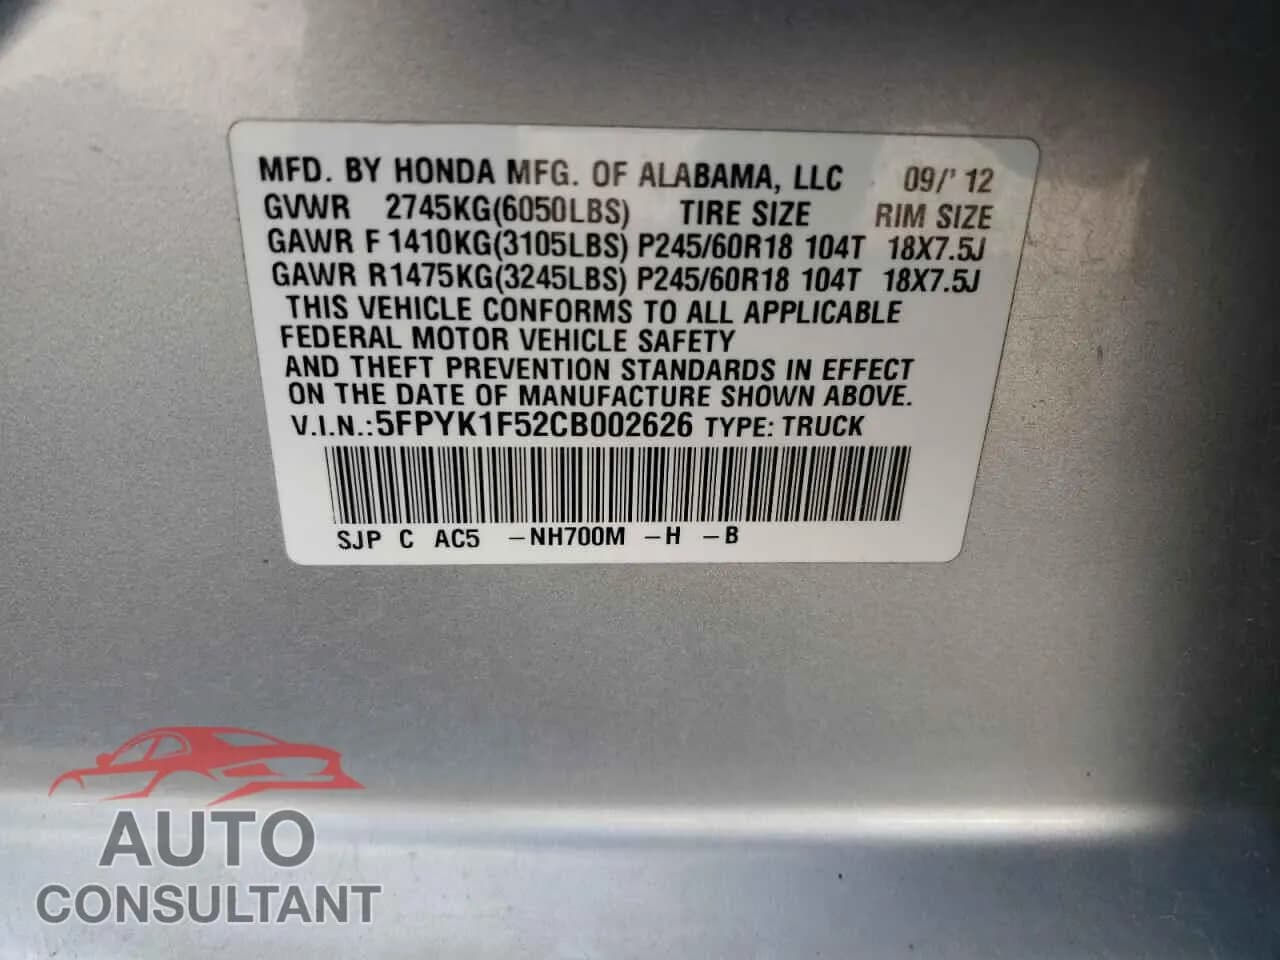 MFD. BY HONDA MFG. OF ALABAMA, LLC 09/' 12
GVWR 2745KG(6050LBS) TIRE SIZE RIM SIZE
GAWR F 1410KG(3105LBS) P245/60R18 104T 18X7.5J
GAWR R1475KG(3245LBS) P245/60R18 104T 18X7.5J
THIS VEHICLE CONFORMS TO ALL APPLICABLE
FEDERAL MOTOR VEHICLE SAFETY
AND THEFT PREVENTION STANDARDS IN EFFECT
ON THE DATE OF MANUFACTURE SHOWN ABOVE.
V.I.N.: 5FPYK1F52CB002626 TYPE: TRUCK
SJP C AC5 -NH700M -H -B
AUTO
CONSULTANT